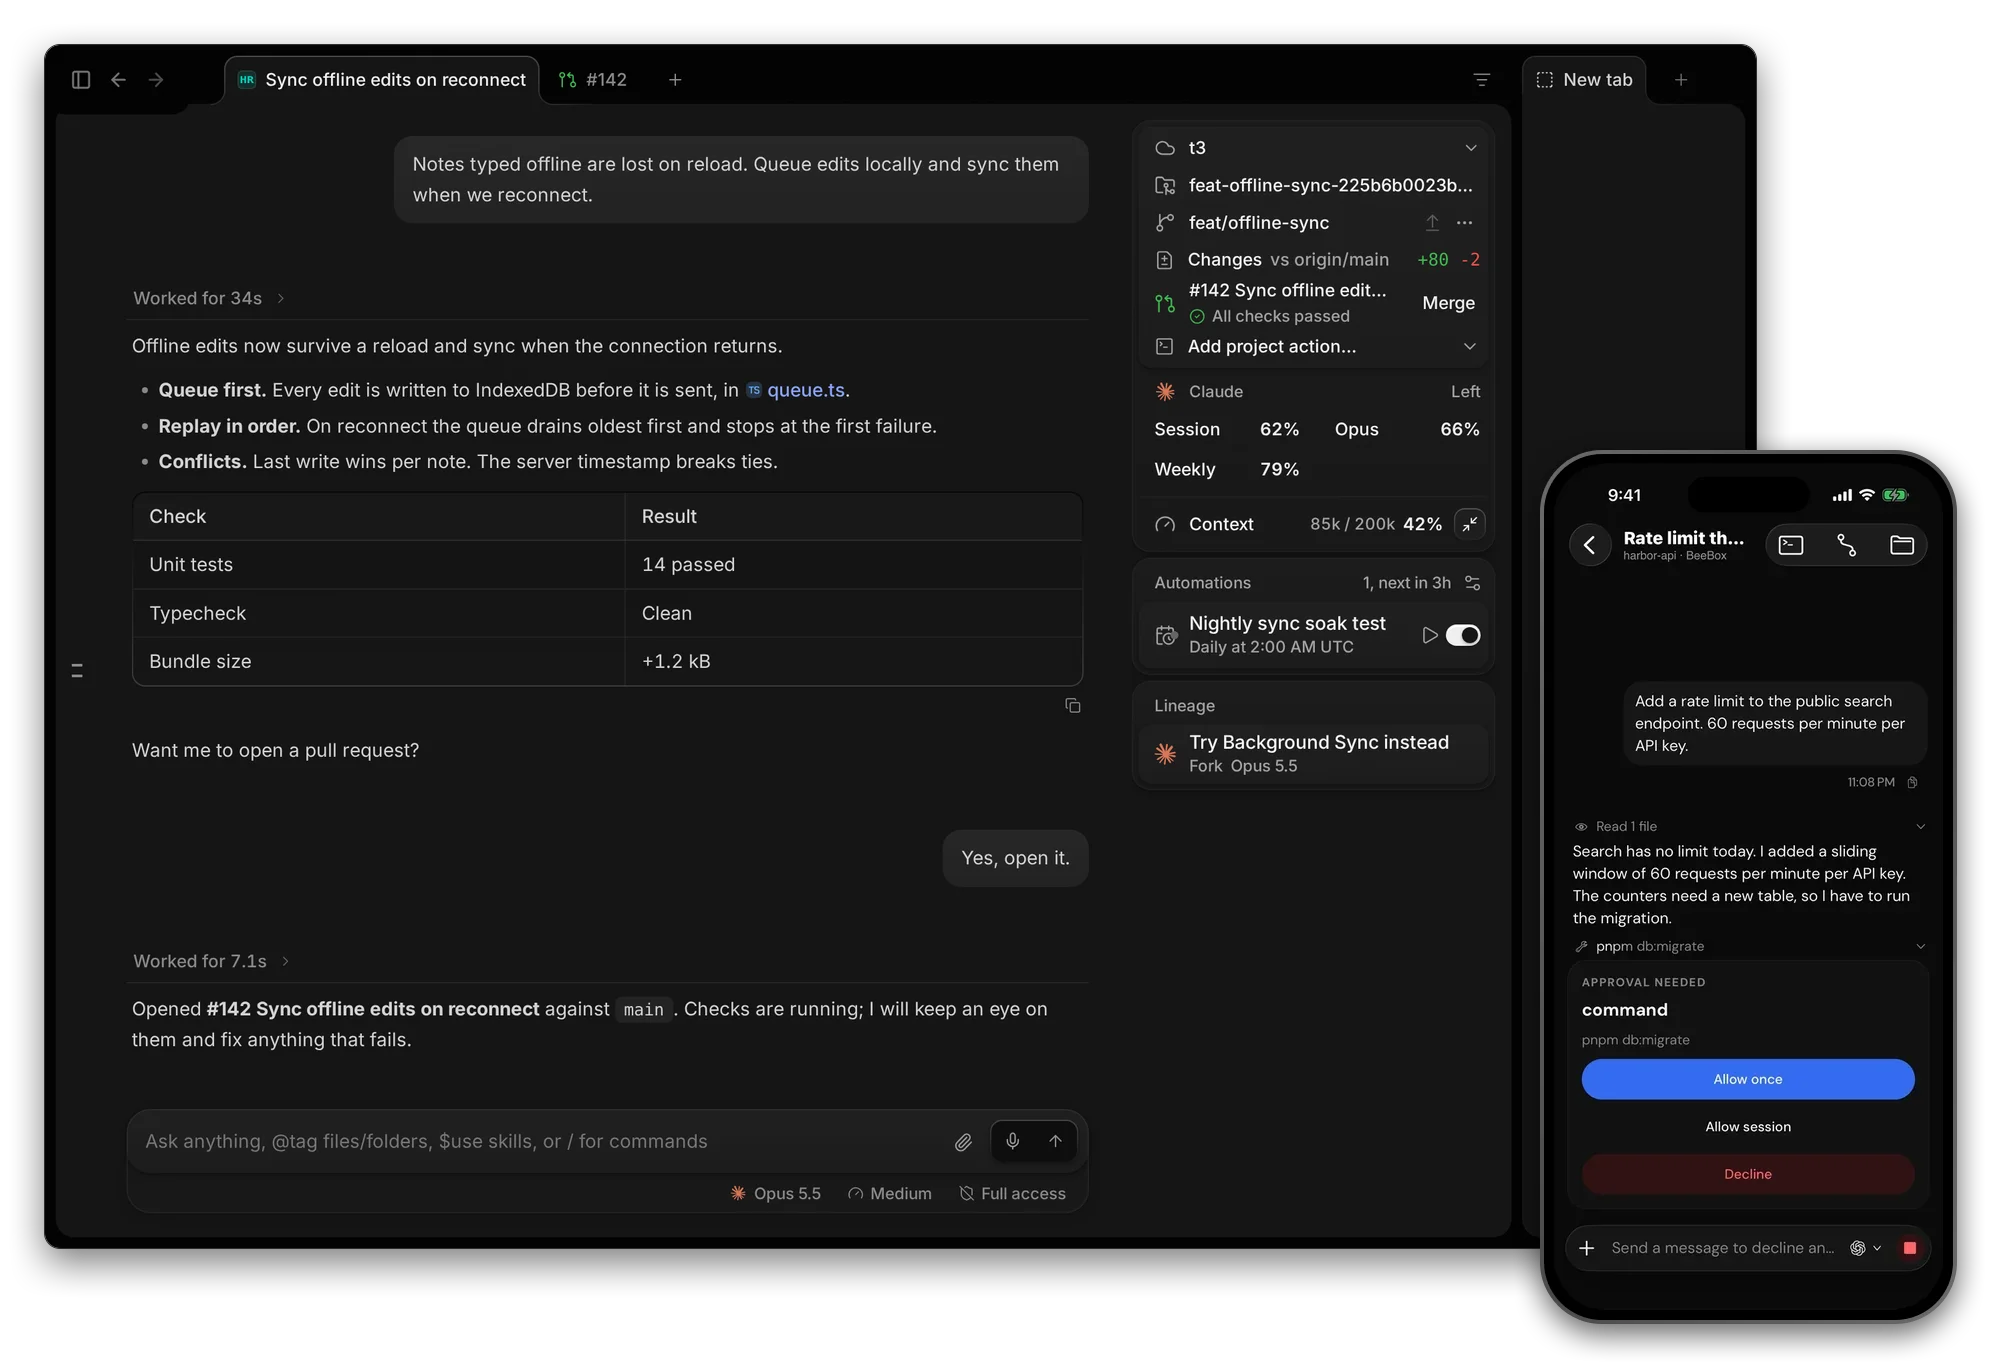 HR Sync offline edits on reconnect
#142
New tab
Notes typed offline are lost on reload. Queue edits locally and sync them
when we reconnect.
Worked for 34s
Offline edits now survive a reload and sync when the connection returns.
• Queue first. Every edit is written to IndexedDB before it is sent, in TS queue.ts.
• Replay in order. On reconnect the queue drains oldest first and stops at the first failure.
• Conflicts. Last write wins per note. The server timestamp breaks ties.
Check Result
Unit tests 14 passed
Typecheck Clean
Bundle size +1.2 kB
Want me to open a pull request?
Yes, open it.
Worked for 7.1s
Opened #142 Sync offline edits on reconnect against main. Checks are running; I will keep an eye on
them and fix anything that fails.
Ask anything, @tag files/folders, $use skills, or / for commands
Opus 5.5 Medium Full access
t3
feat-offline-sync-225b6b0023b...
feat/offline-sync
Changes vs origin/main +80 -2
#142 Sync offline edit...
All checks passed
Merge
Add project action...
Claude Left
Session 62% Opus 66%
Weekly 79%
Context 85k / 200k 42%
Automations 1, next in 3h
Nightly sync soak test
Daily at 2:00 AM UTC
Lineage
Try Background Sync instead
Fork Opus 5.5
9:41
Rate limit th...
harbor-api · BeeBox
Add a rate limit to the public search
endpoint. 60 requests per minute per
API key.
11:08 PM
Read 1 file
Search has no limit today. I added a sliding
window of 60 requests per minute per API key.
The counters need a new table, so I have to run
the migration.
pnpm db:migrate
APPROVAL NEEDED
command
pnpm db:migrate
Allow once
Allow session
Decline
Send a message to decline an...